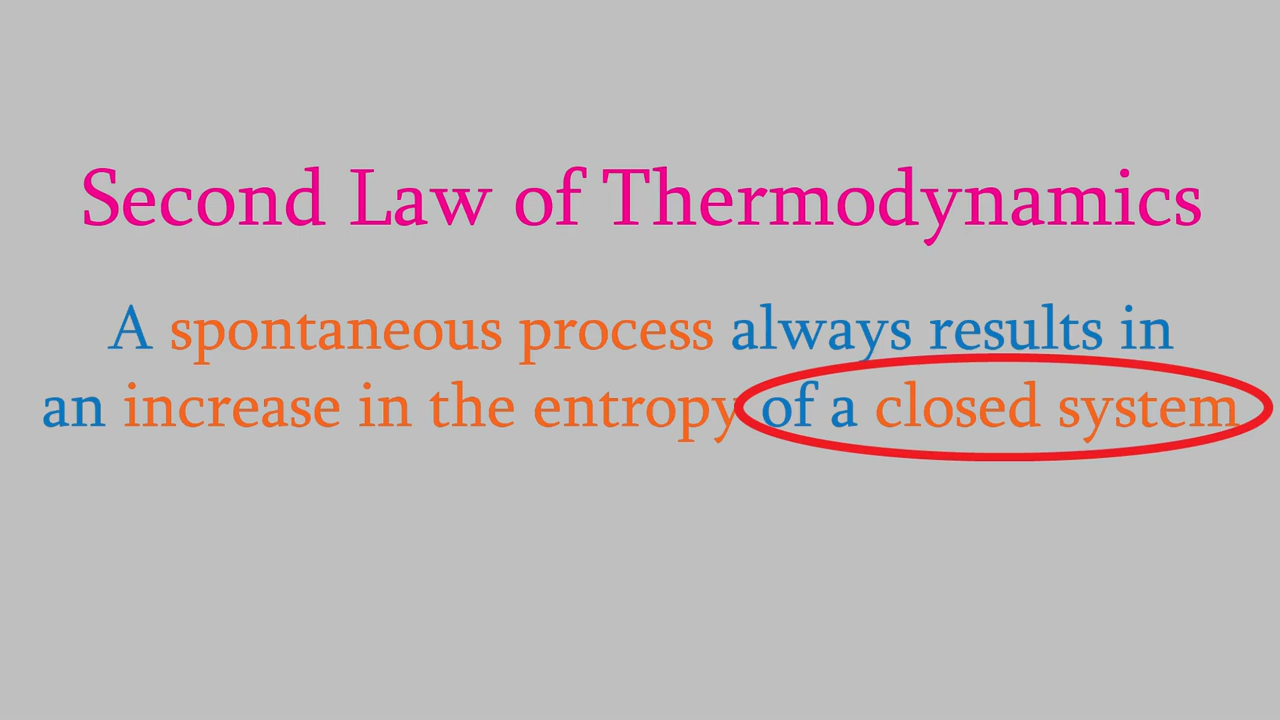 Second Law of Thermodynamics
A spontaneous process always results in
an increase in the entropy of a closed system